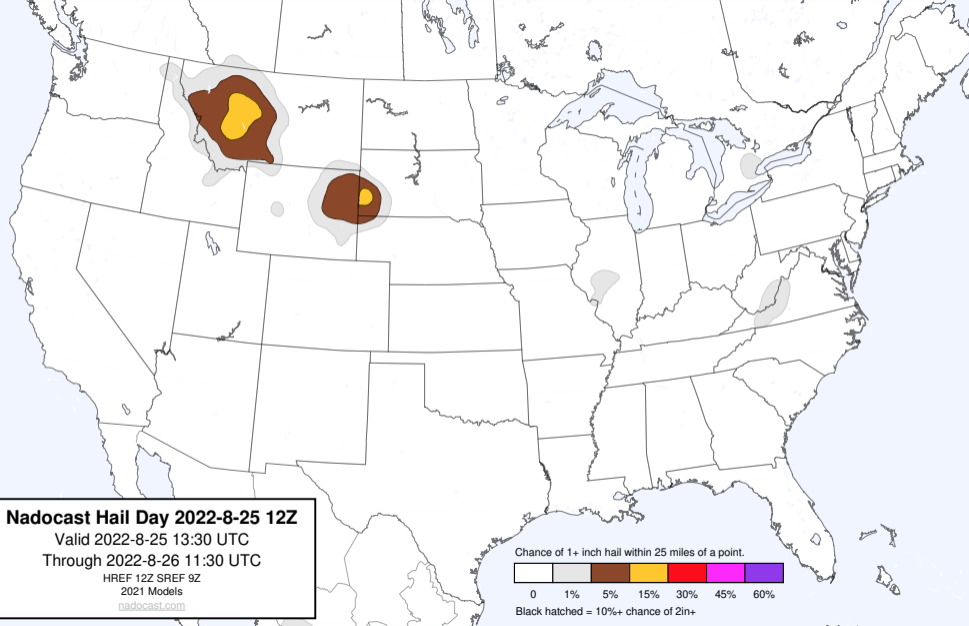 Nadocast Hail Day 2022-8-25 12Z
Valid 2022-8-25 13:30 UTC
Through 2022-8-26 11:30 UTC
HREF 12Z SREF 9Z
2021 Models
nadocast.com
Chance of 1+ inch hail within 25 miles of a point.
0 1% 5% 15% 30% 45% 60%
Black hatched = 10%+ chance of 2in+